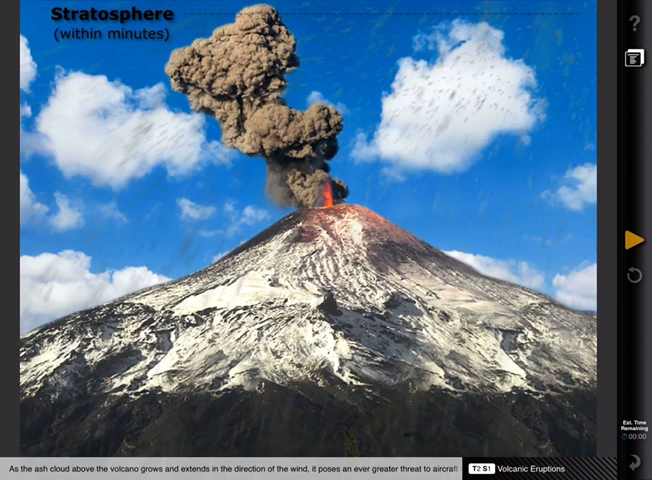 Stratosphere
(within minutes)
?
Est. Time
Remaining
00:00
As the ash cloud above the volcano grows and extends in the direction of the wind, it poses an ever greater threat to aircraft
T2 S1 Volcanic Eruptions